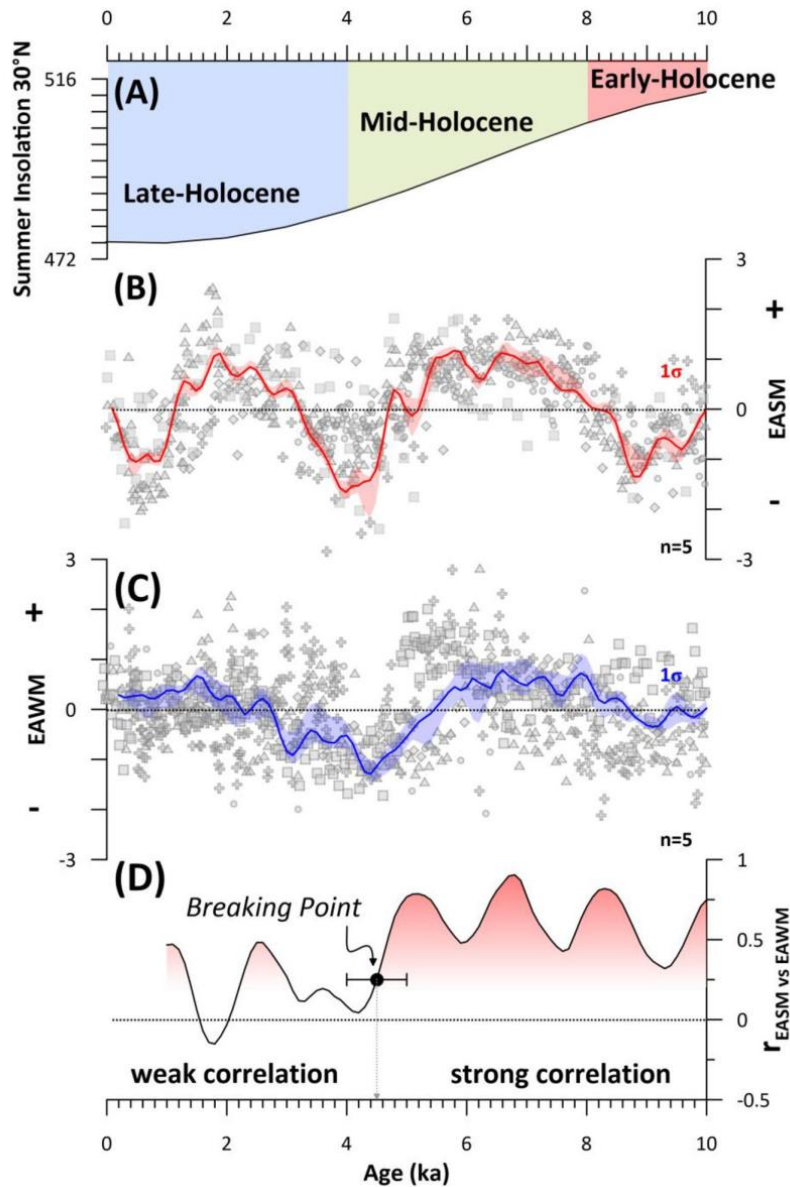 0 2 4 6 8 10
516
Summer Insolation 30°N
472
(A)
Early-Holocene
Mid-Holocene
Late-Holocene
(B)
3
+
1σ
0
EASM
-
n=5
-3
3
(C)
+
1σ
0
EAWM
-
n=5
-3
(D)
1
Breaking Point
0.5
0
r EASM vs EAWM
weak correlation strong correlation
-0.5
0 2 4 6 8 10
Age (ka)